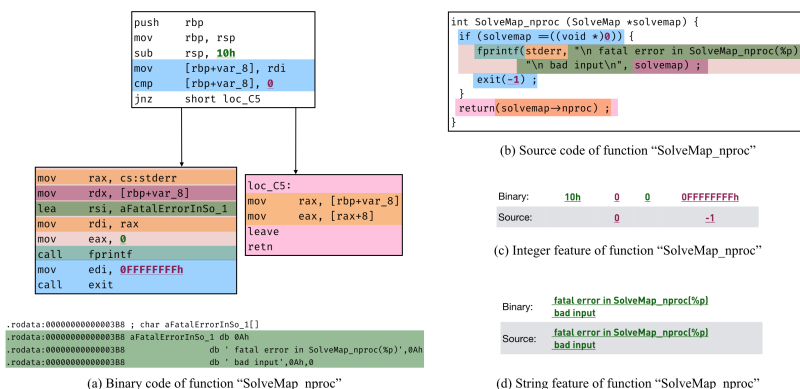 push rbp
mov rbp, rsp
sub rsp, 10h
mov [rbp+var_8], rdi
cmp [rbp+var_8], 0
jnz short loc_C5
mov rax, cs:stderr
mov rdx, [rbp+var_8]
lea rsi, aFatalErrorInSo_1
mov rdi, rax
mov eax, 0
call fprintf
mov edi, 0FFFFFFFFh
call exit
loc_C5:
mov rax, [rbp+var_8]
mov eax, [rax+8]
leave
retn
.rodata:00000000000003B8 ; char aFatalErrorInSo_1[]
.rodata:00000000000003B8 aFatalErrorInSo_1 db 0Ah
.rodata:00000000000003B8 db ' fatal error in SolveMap_nproc(%p)',0Ah
.rodata:00000000000003B8 db ' bad input',0Ah,0
(a) Binary code of function “SolveMap_nproc”
int SolveMap_nproc (SolveMap *solvemap) {
if (solvemap ==((void *)0)) {
fprintf(stderr, "\n fatal error in SolveMap_nproc(%p)"
"\n bad input\n", solvemap) ;
exit(-1) ;
}
return(solvemap->nproc) ;
}
(b) Source code of function “SolveMap_nproc”
Binary: 10h 0 0 0FFFFFFFFh
Source: 0 -1
(c) Integer feature of function “SolveMap_nproc”
Binary: fatal error in SolveMap_nproc(%p)
bad input
Source: fatal error in SolveMap_nproc(%p)
bad input
(d) String feature of function “SolveMap_nproc”